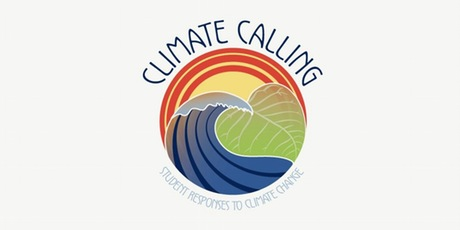 CLIMATE CALLING
STUDENT RESPONSES TO CLIMATE CHANGE